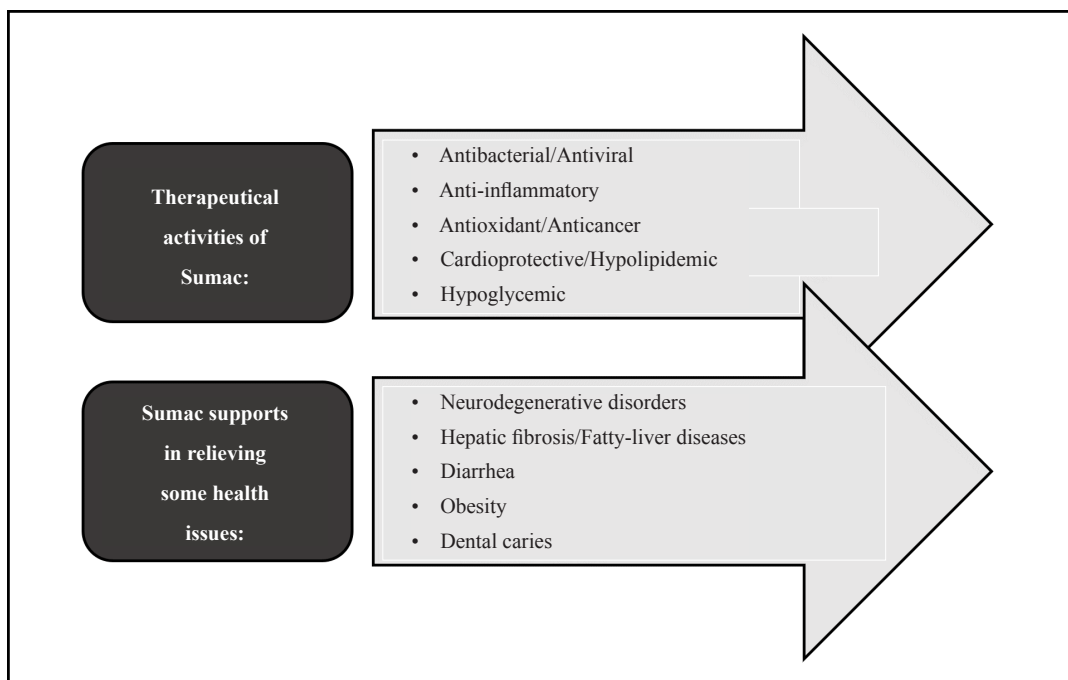 Therapeutical
activities of
Sumac:
• Antibacterial/Antiviral
• Anti-inflammatory
• Antioxidant/Anticancer
• Cardioprotective/Hypolipidemic
• Hypoglycemic
Sumac supports
in relieving
some health
issues:
• Neurodegenerative disorders
• Hepatic fibrosis/Fatty-liver diseases
• Diarrhea
• Obesity
• Dental caries